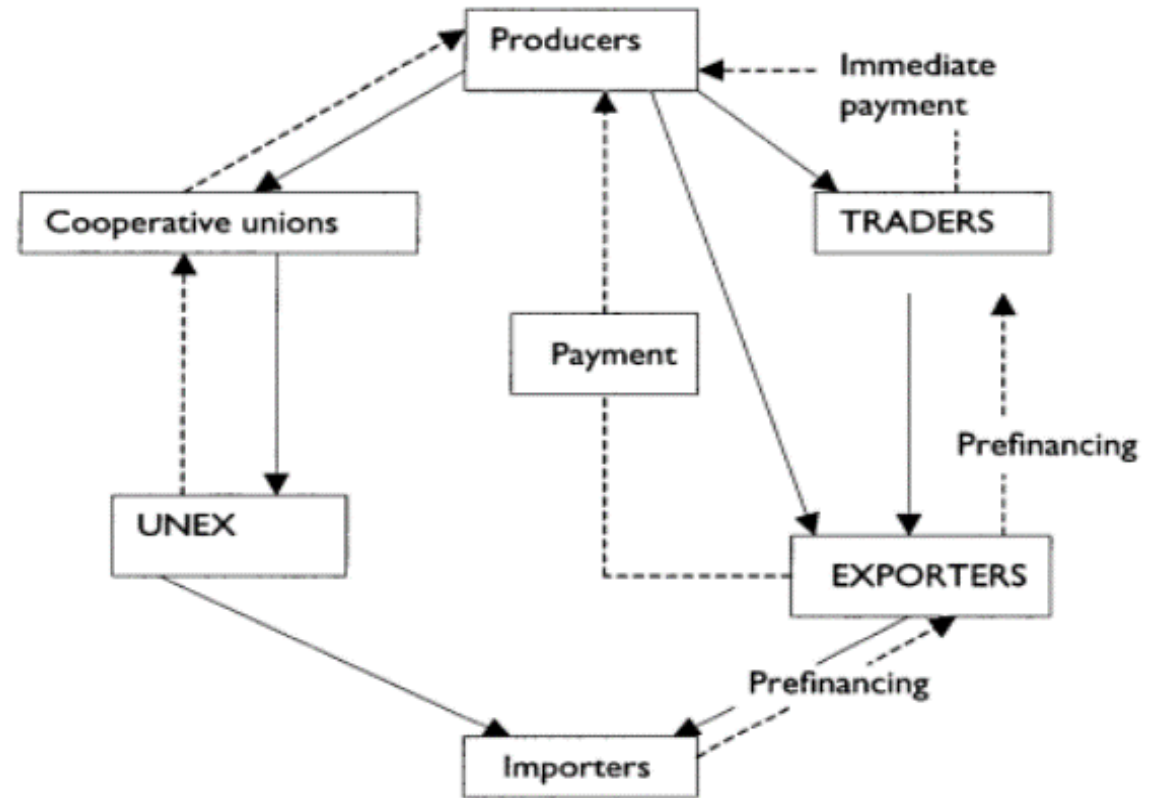 Producers
Immediate
payment
Cooperative unions
TRADERS
Payment
Prefinancing
UNEX
EXPORTERS
Prefinancing
Importers